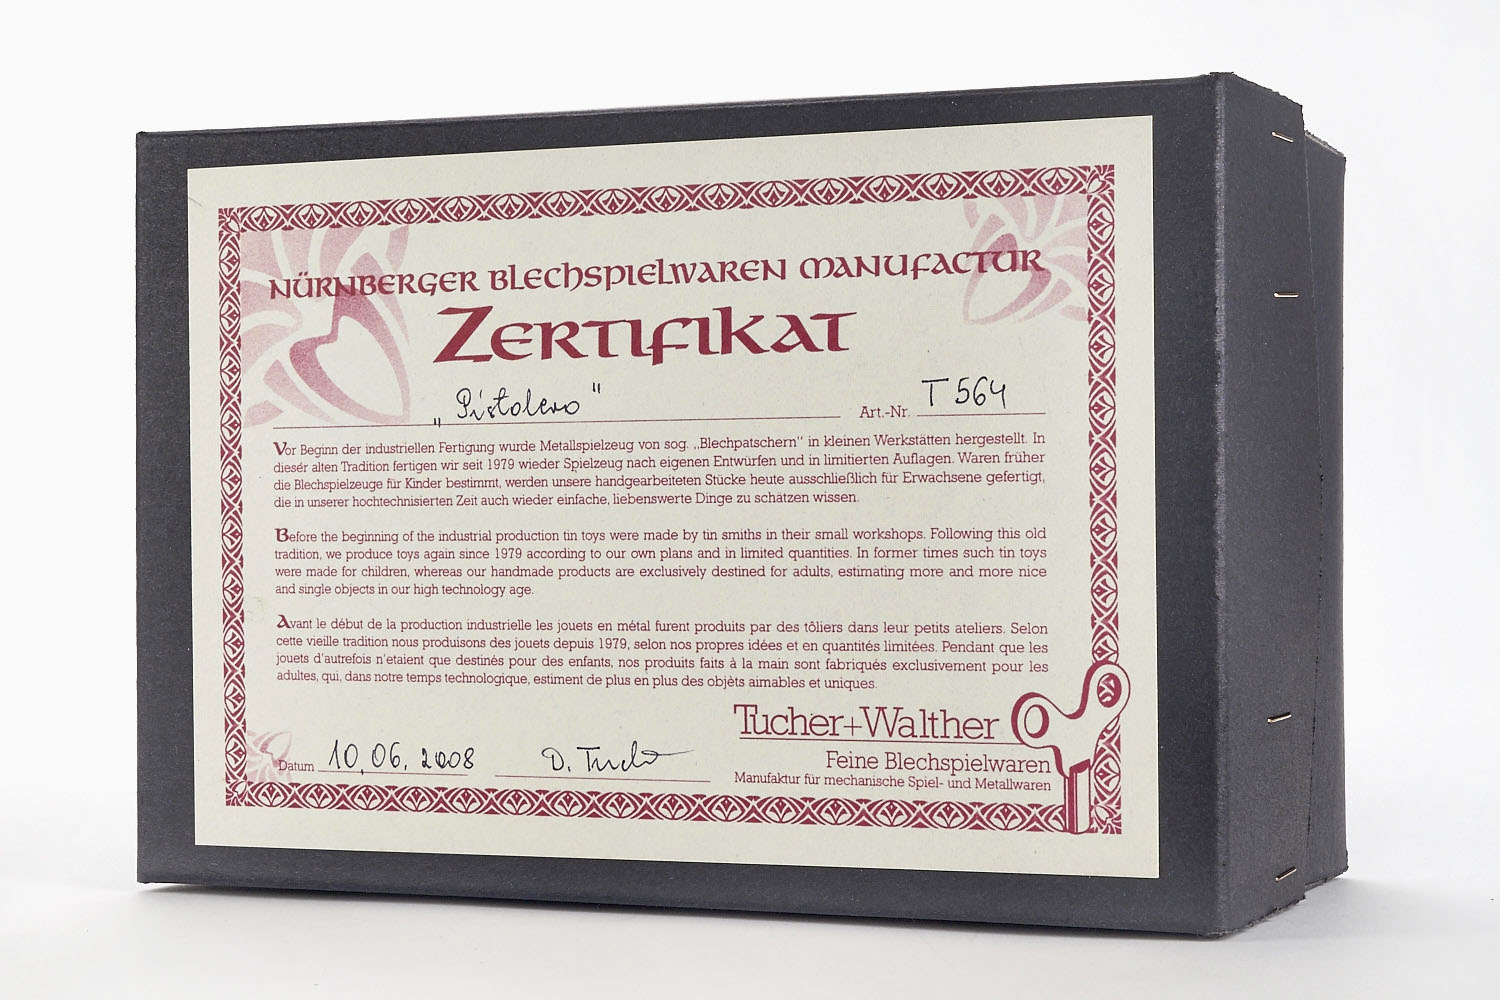 NÜRNBERGER BLECHSPIELWAREN MANUFACTUR
ZERTIFIKAT
„Pistolero“ Art.-Nr. T 564
Vor Beginn der industriellen Fertigung wurde Metallspielzeug von sog. „Blechpatschern“ in kleinen Werkstätten hergestellt. In
dieser alten Tradition fertigen wir seit 1979 wieder Spielzeug nach eigenen Entwürfen und in limitierten Auflagen. Waren früher
die Blechspielzeuge für Kinder bestimmt, werden unsere handgearbeiteten Stücke heute ausschließlich für Erwachsene gefertigt,
die in unserer hochtechnisierten Zeit auch wieder einfache, liebenswerte Dinge zu schätzen wissen.
Before the beginning of the industrial production tin toys were made by tin smiths in their small workshops. Following this old
tradition, we produce toys again since 1979 according to our own plans and in limited quantities. In former times such tin toys
were made for children, whereas our handmade products are exclusively destined for adults, estimating more and more nice
and single objects in our high technology age.
Avant le début de la production industrielle les jouets en métal furent produits par des tôliers dans leur petits ateliers. Selon
cette vieille tradition nous produisons des jouets depuis 1979, selon nos propres idées et en quantités limitées. Pendant que les
jouets d'autrefois n'etaient que destinés pour des enfants, nos produits faits à la main sont fabriqués exclusivement pour les
adultes, qui, dans notre temps technologique, estiment de plus en plus des objèts aimables et uniques.
Tucher+Walther
Feine Blechspielwaren
Manufaktur für mechanische Spiel- und Metallwaren
Datum 10.06.2008 D. Tucher